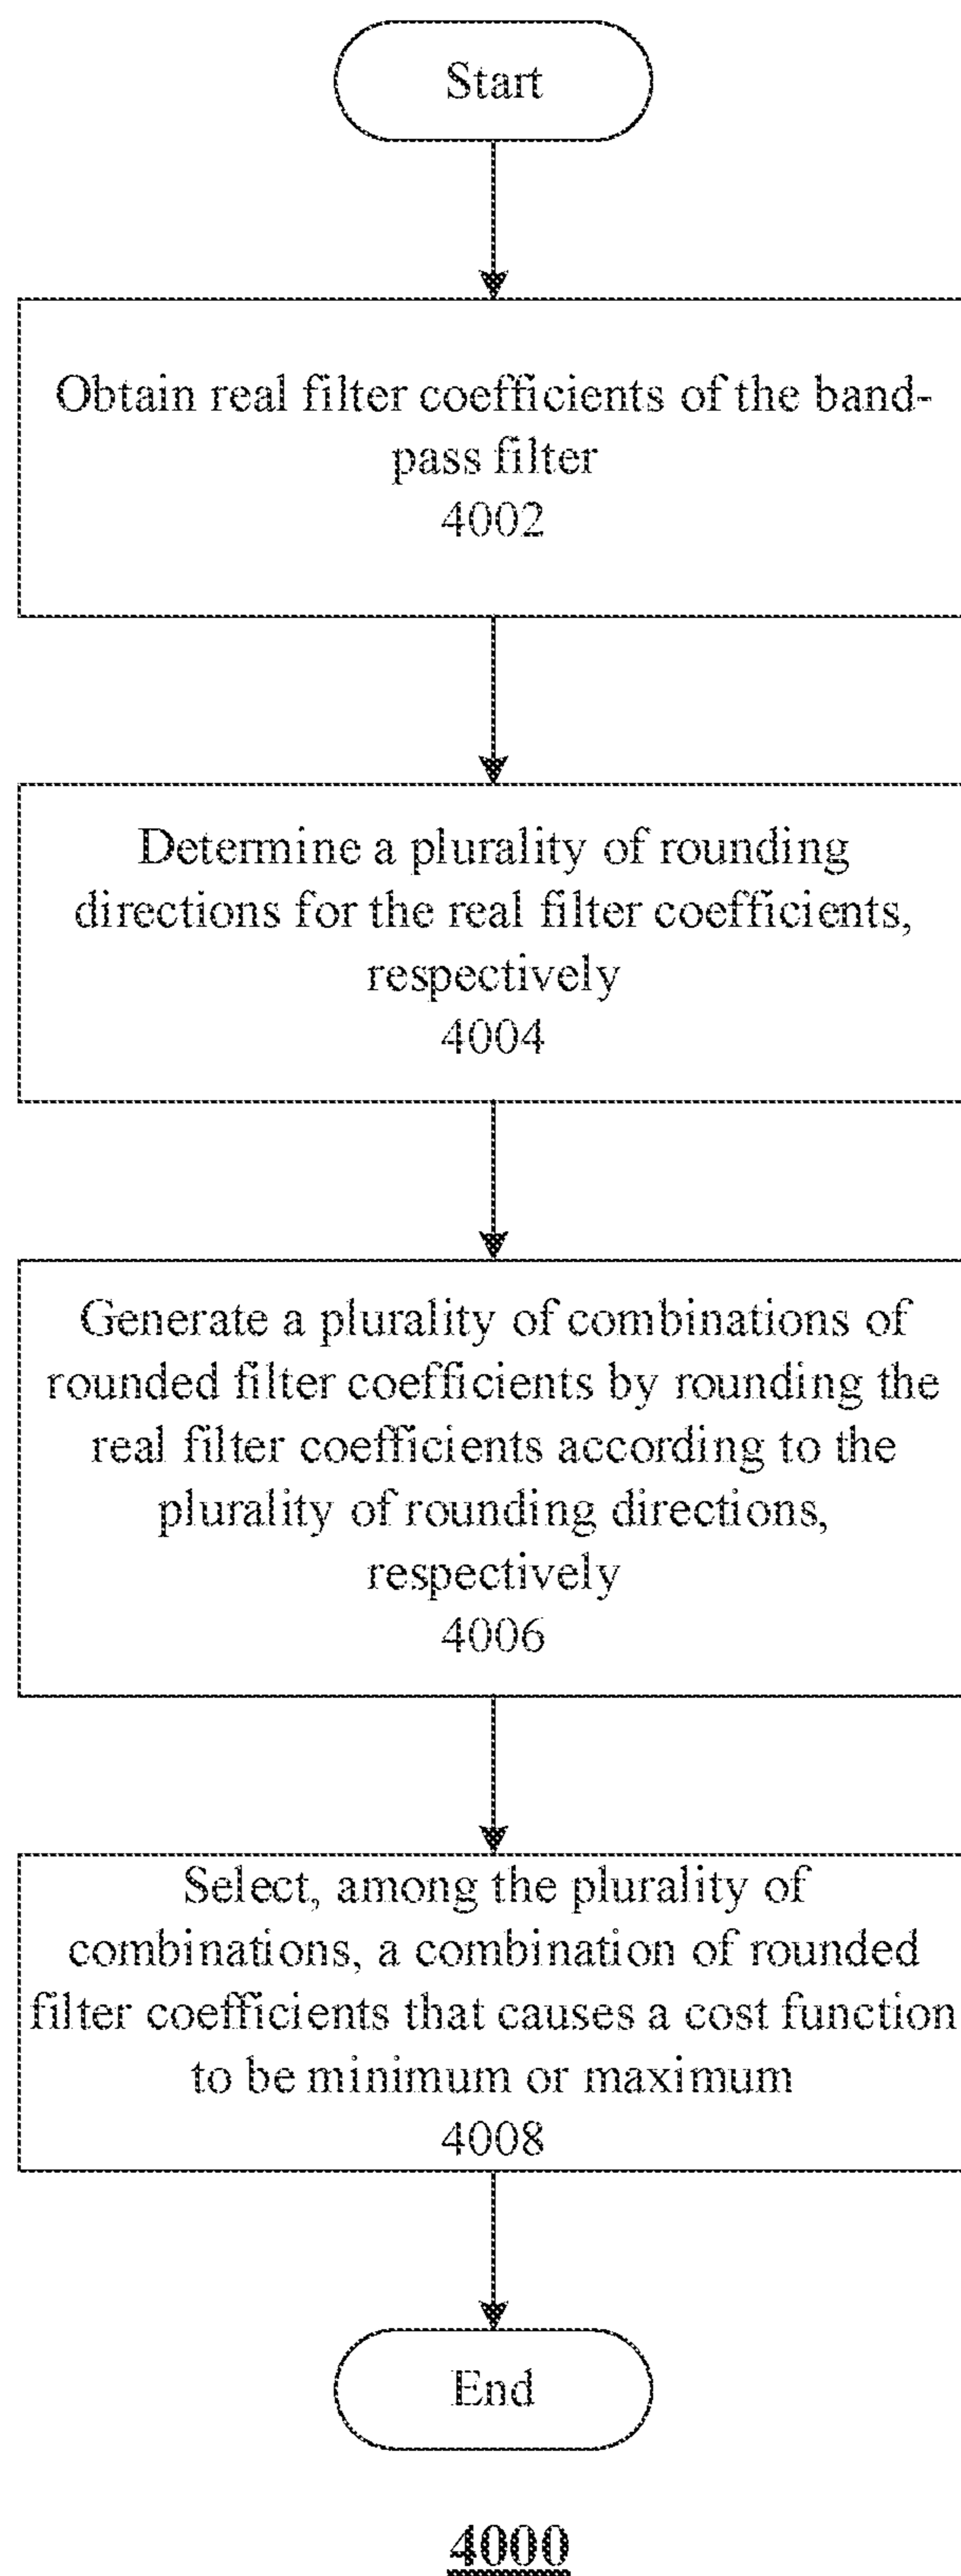 Start
Obtain real filter coefficients of the band-
pass filter
4002
Determine a plurality of rounding
directions for the real filter coefficients,
respectively
4004
Generate a plurality of combinations of
rounded filter coefficients by rounding the
real filter coefficients according to the
plurality of rounding directions,
respectively
4006
Select, among the plurality of
combinations, a combination of rounded
filter coefficients that causes a cost function
to be minimum or maximum
4008
End
4000